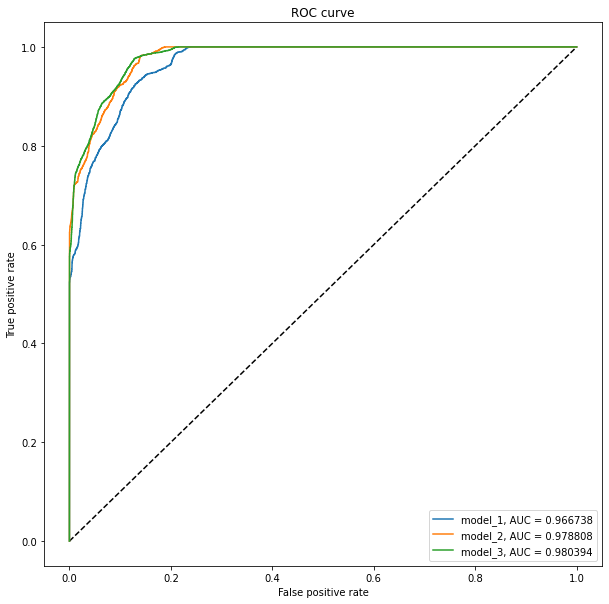 ROC curve
True positive rate
1.0
0.8
0.6
0.4
0.2
0.0
0.0 0.2 0.4 0.6 0.8 1.0
False positive rate
model_1, AUC = 0.966738
model_2, AUC = 0.978808
model_3, AUC = 0.980394